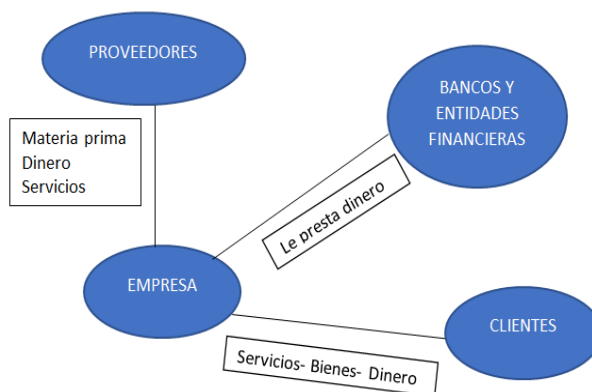 PROVEEDORES
BANCOS Y
ENTIDADES
FINANCIERAS
Materia prima
Dinero
Servicios
Le presta dinero
EMPRESA
CLIENTES
Servicios- Bienes- Dinero